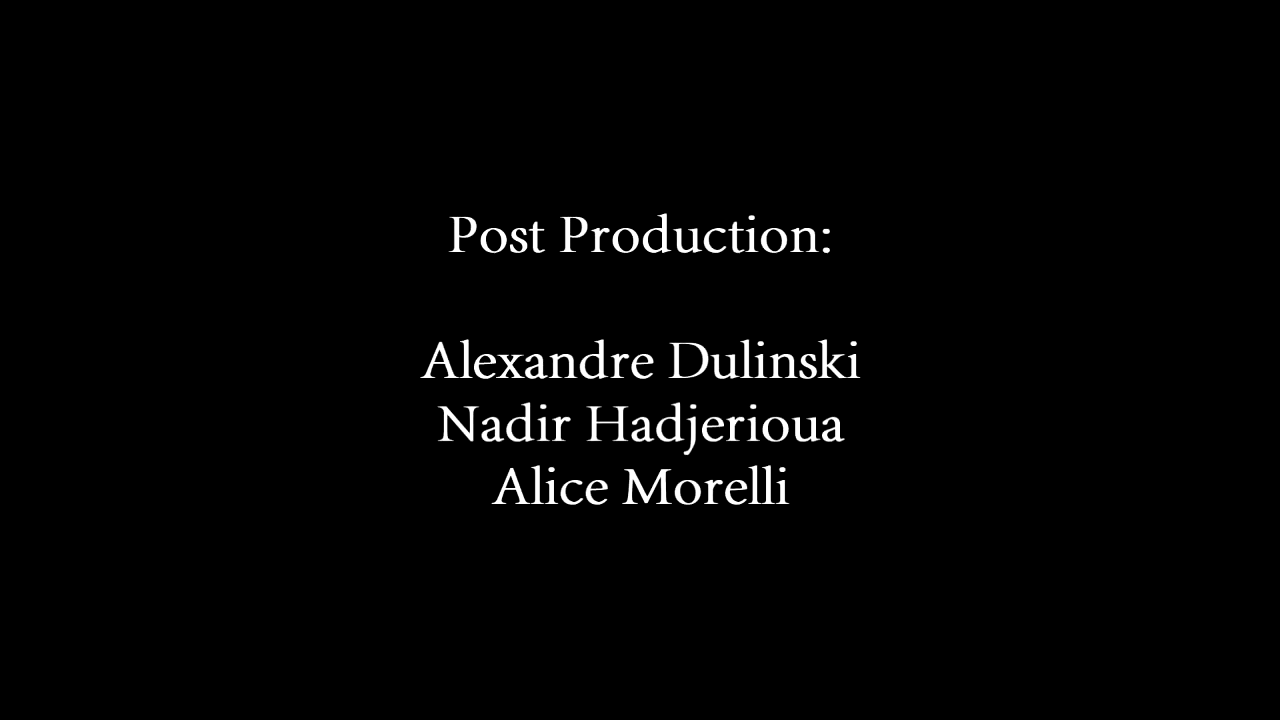 Post Production:
Alexandre Dulinski
Nadir Hadjerioua
Alice Morelli